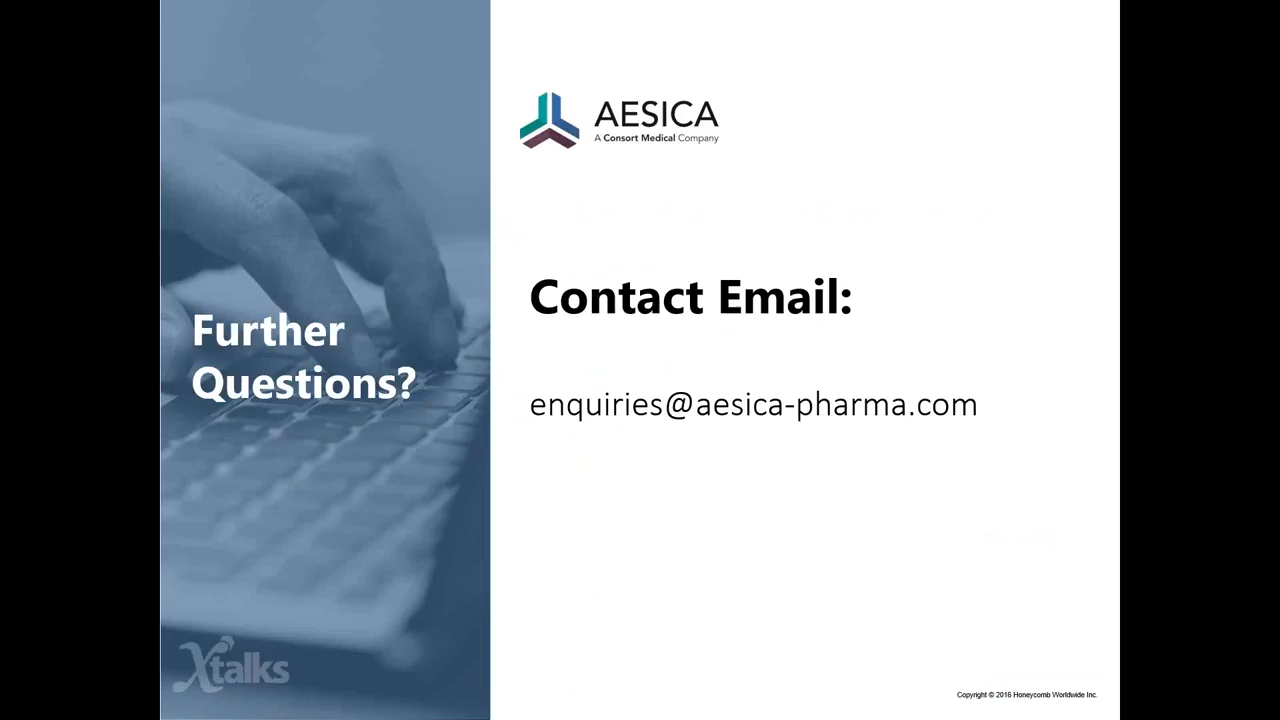 AESICA
A Consort Medical Company
Further
Questions?
Contact Email:
enquiries@aesica-pharma.com
Xtalks
Copyright © 2016 Honeycomb Worldwide Inc.